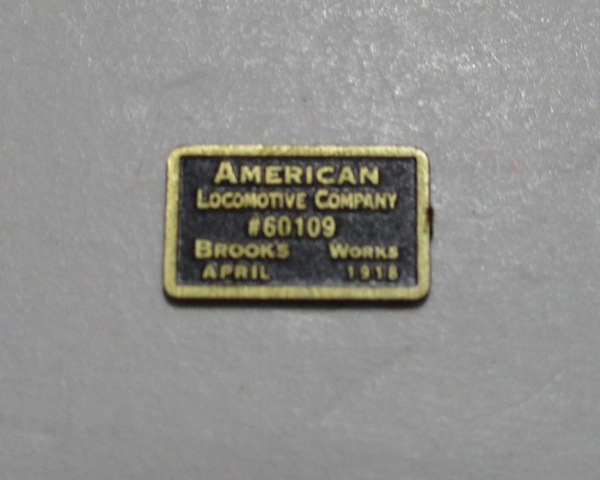 AMERICAN
LOCOMOTIVE COMPANY
#60109
BROOKS WORKS
APRIL 1918